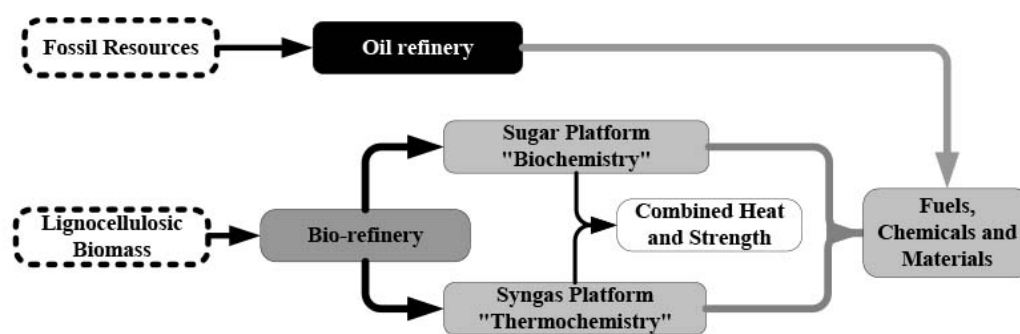 Fossil Resources
Oil refinery
Sugar Platform
"Biochemistry"
Lignocellulosic
Biomass
Bio-refinery
Combined Heat
and Strength
Fuels,
Chemicals and
Materials
Syngas Platform
"Thermochemistry"